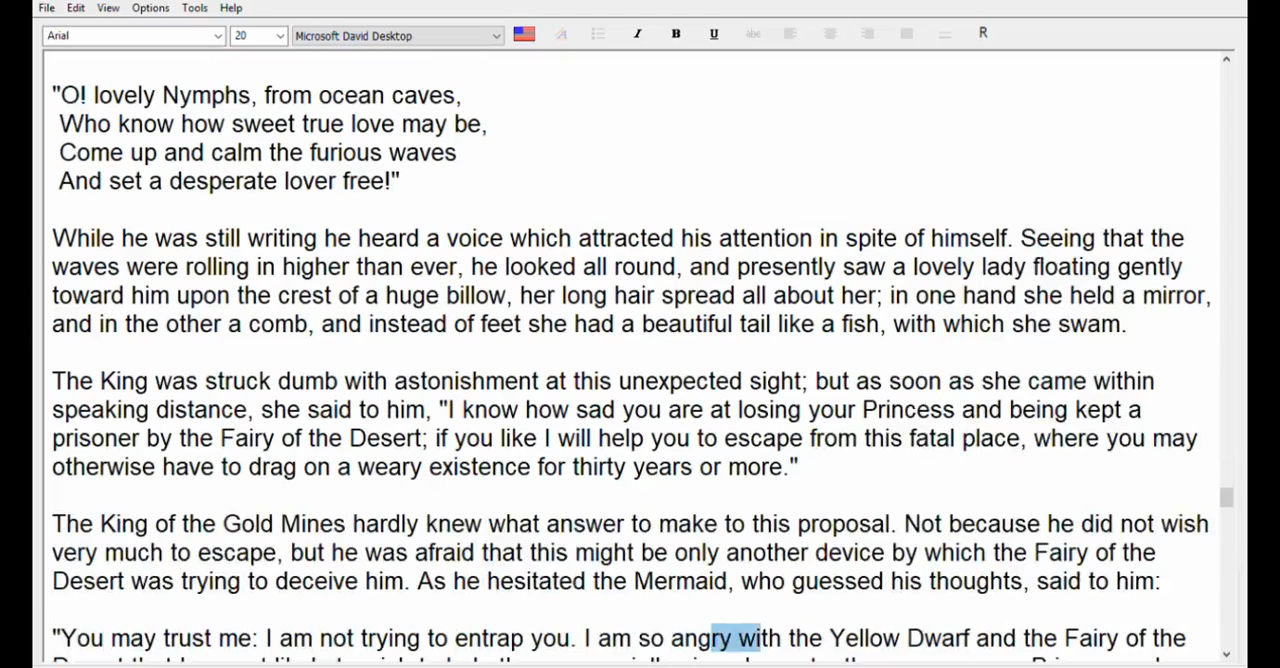 File Edit View Options Tools Help
Arial 20 Microsoft David Desktop I B U abc R
"O! lovely Nymphs, from ocean caves,
Who know how sweet true love may be,
Come up and calm the furious waves
And set a desperate lover free!"
While he was still writing he heard a voice which attracted his attention in spite of himself. Seeing that the
waves were rolling in higher than ever, he looked all round, and presently saw a lovely lady floating gently
toward him upon the crest of a huge billow, her long hair spread all about her; in one hand she held a mirror,
and in the other a comb, and instead of feet she had a beautiful tail like a fish, with which she swam.
The King was struck dumb with astonishment at this unexpected sight; but as soon as she came within
speaking distance, she said to him, "I know how sad you are at losing your Princess and being kept a
prisoner by the Fairy of the Desert; if you like I will help you to escape from this fatal place, where you may
otherwise have to drag on a weary existence for thirty years or more."
The King of the Gold Mines hardly knew what answer to make to this proposal. Not because he did not wish
very much to escape, but he was afraid that this might be only another device by which the Fairy of the
Desert was trying to deceive him. As he hesitated the Mermaid, who guessed his thoughts, said to him:
"You may trust me: I am not trying to entrap you. I am so angry with the Yellow Dwarf and the Fairy of the